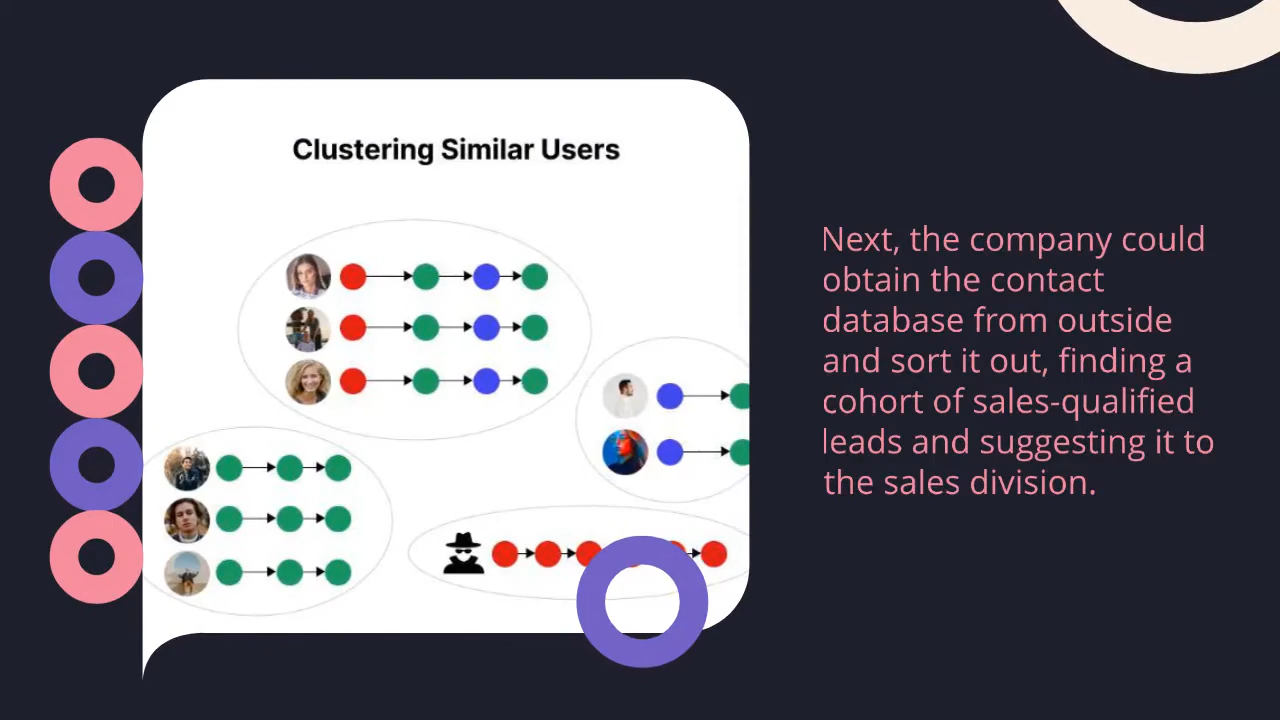 Clustering Similar Users
Next, the company could
obtain the contact
database from outside
and sort it out, finding a
cohort of sales-qualified
leads and suggesting it to
the sales division.